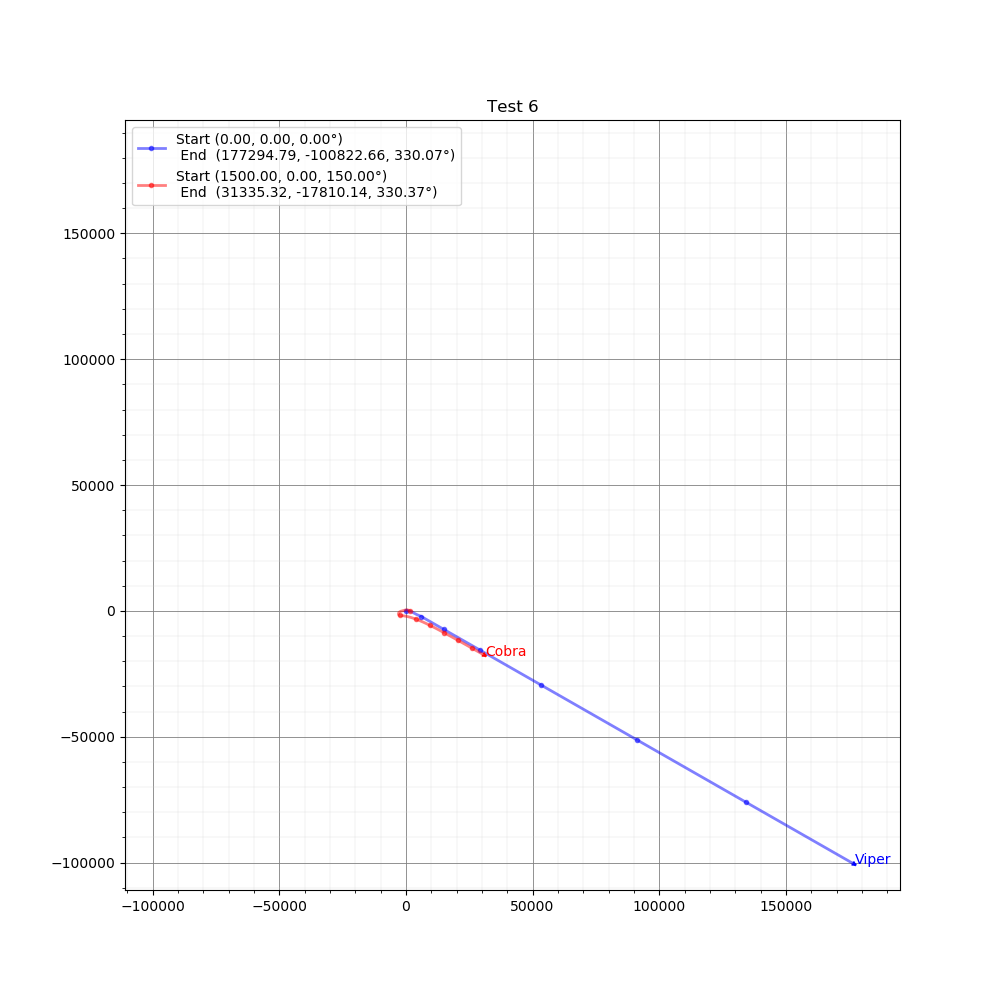 Test 6
Start (0.00, 0.00, 0.00°)
End (177294.79, -100822.66, 330.07°)
Start (1500.00, 0.00, 150.00°)
End (31335.32, -17810.14, 330.37°)
150000
100000
50000
0
−50000
−100000
Cobra
Viper
−100000 −50000 0 50000 100000 150000